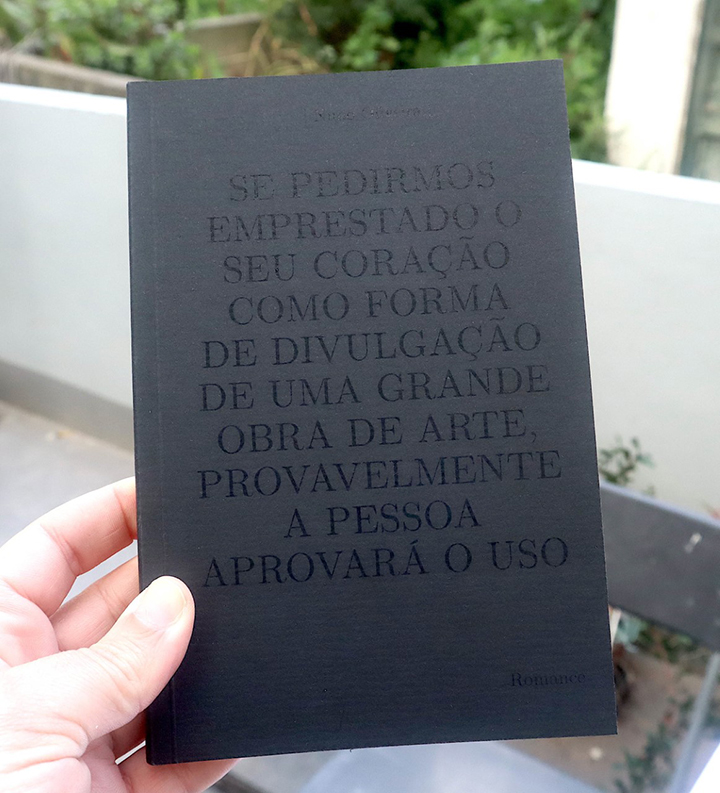 SE PEDIRMOS
EMPRESTADO O
SEU CORAÇÃO
COMO FORMA
DE DIVULGAÇÃO
DE UMA GRANDE
OBRA DE ARTE,
PROVAVELMENTE
A PESSOA
APROVARÁ O USO
Romance